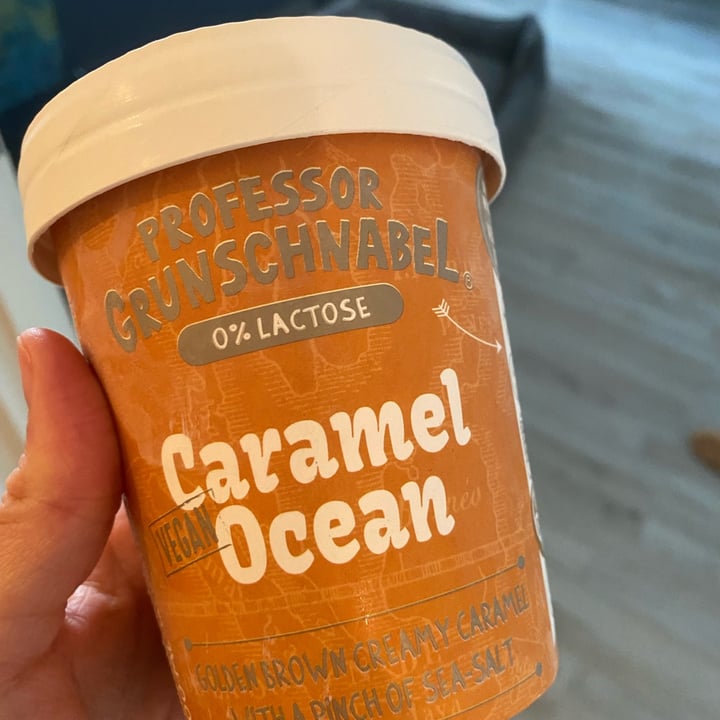 PROFESSOR
GRUNSCHNABEL®
0% LACTOSE
Caramel
VEGAN
Ocean
GOLDEN BROWN CREAMY CARAMEL
WITH A PINCH OF SEA-SALT